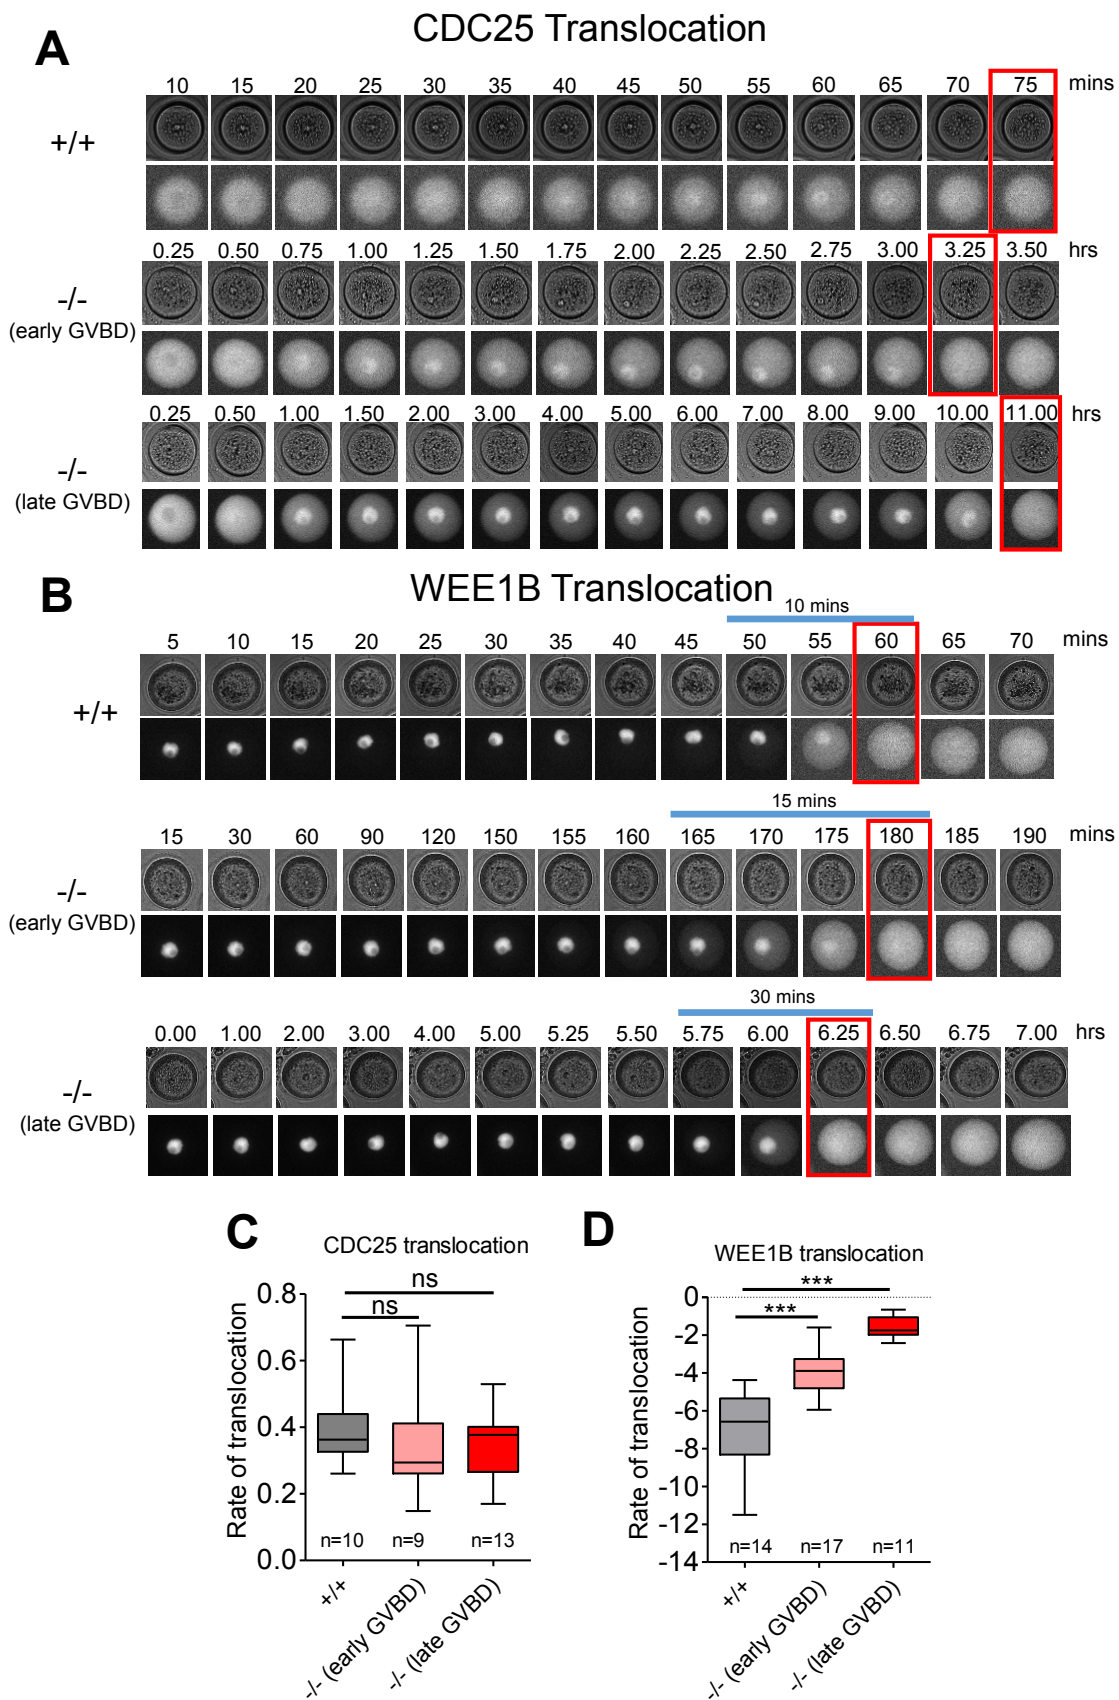 A
CDC25 Translocation
10 15 20 25 30 35 40 45 50 55 60 65 70 75 mins
+/+
0.25 0.50 0.75 1.00 1.25 1.50 1.75 2.00 2.25 2.50 2.75 3.00 3.25 3.50 hrs
-/-
(early GVBD)
0.25 0.50 1.00 1.50 2.00 3.00 4.00 5.00 6.00 7.00 8.00 9.00 10.00 11.00 hrs
-/-
(late GVBD)
B
WEE1B Translocation
10 mins
5 10 15 20 25 30 35 40 45 50 55 60 65 70 mins
+/+
15 mins
15 30 60 90 120 150 155 160 165 170 175 180 185 190 mins
-/-
(early GVBD)
30 mins
0.00 1.00 2.00 3.00 4.00 5.00 5.25 5.50 5.75 6.00 6.25 6.50 6.75 7.00 hrs
-/-
(late GVBD)
C
CDC25 translocation
ns
ns
Rate of translocation
0.8
0.6
0.4
0.2
0.0
n=10 n=9 n=13
+/+
-/- (early GVBD)
-/- (late GVBD)
D
WEE1B translocation
***
***
Rate of translocation
0
-2
-4
-6
-8
-10
-12
-14
n=14 n=17 n=11
+/+
-/- (early GVBD)
-/- (late GVBD)